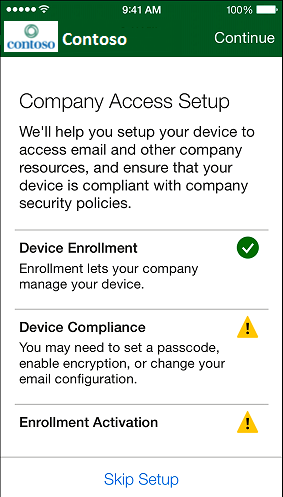 9:41 AM
100%
contoso
Contoso
Continue
Company Access Setup
We'll help you setup your device to
access email and other company
resources, and ensure that your
device is compliant with company
security policies.
Device Enrollment
Enrollment lets your company
manage your device.
Device Compliance
You may need to set a passcode,
enable encryption, or change your
email configuration.
Enrollment Activation
Skip Setup